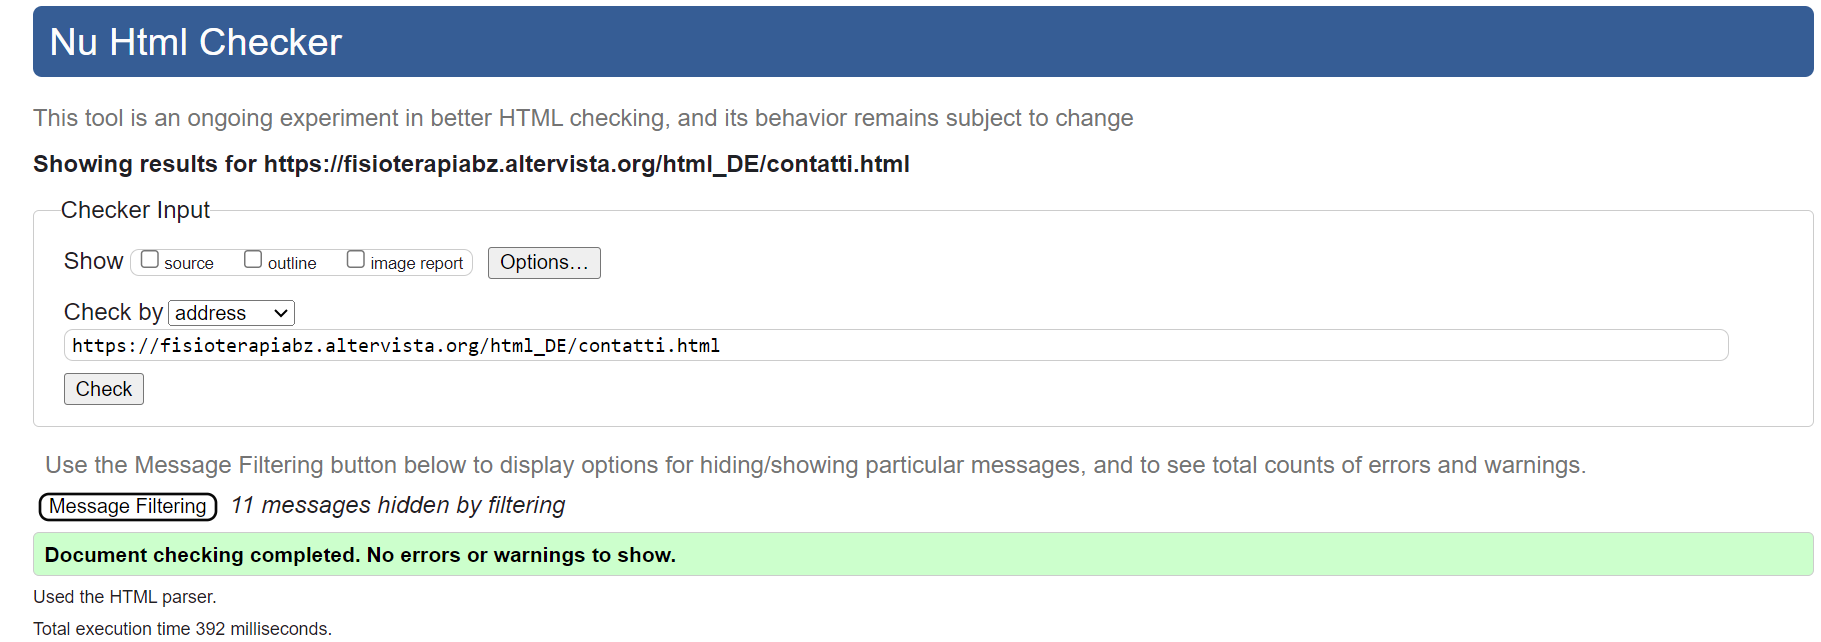 Nu Html Checker
This tool is an ongoing experiment in better HTML checking, and its behavior remains subject to change
Showing results for https://fisioterapiabz.altervista.org/html_DE/contatti.html
Checker Input
Show source outline image report Options...
Check by address
https://fisioterapiabz.altervista.org/html_DE/contatti.html
Check
Use the Message Filtering button below to display options for hiding/showing particular messages, and to see total counts of errors and warnings.
Message Filtering 11 messages hidden by filtering
Document checking completed. No errors or warnings to show.
Used the HTML parser.
Total execution time 392 milliseconds.